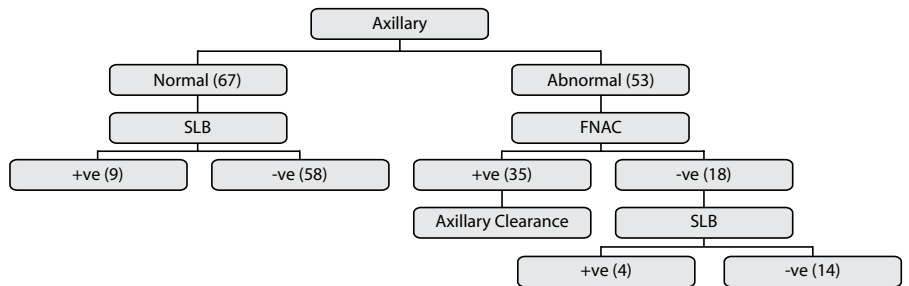 Axillary
Normal (67)
Abnormal (53)
SLB
FNAC
+ve (9)
-ve (58)
+ve (35)
-ve (18)
Axillary Clearance
SLB
+ve (4)
-ve (14)